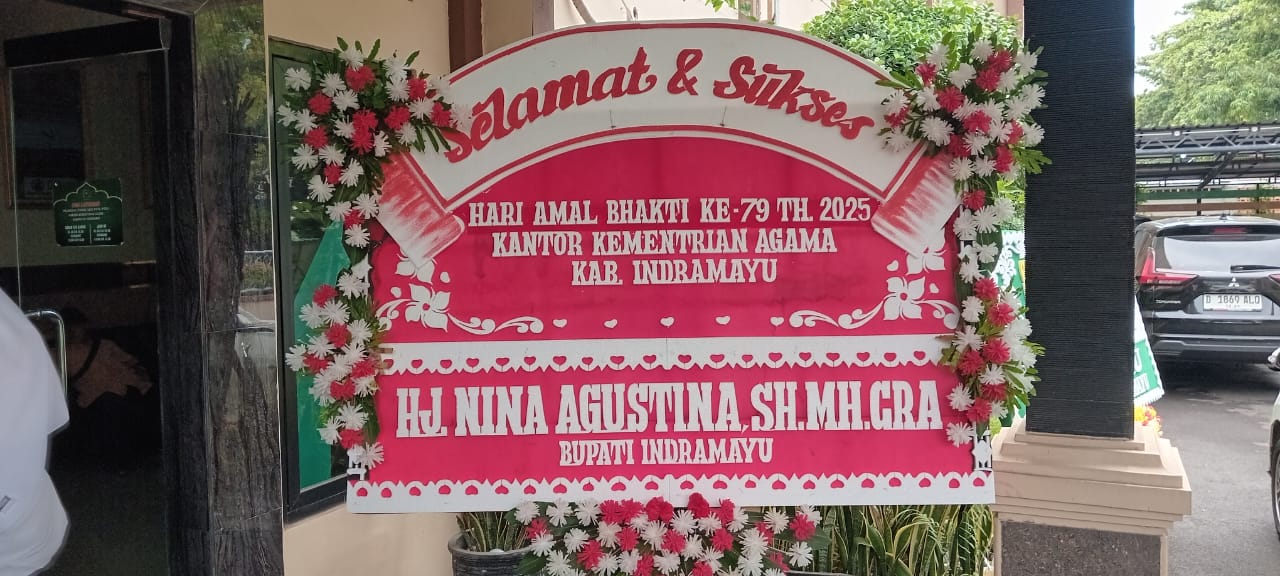 Selamat & Sukses
HARI AMAL BHAKTI KE-79 TH. 2025
KANTOR KEMENTRIAN AGAMA
KAB. INDRAMAYU
HJ. NINA AGUSTINA, SH.MH.CRA
BUPATI INDRAMAYU
B 1869 ALO